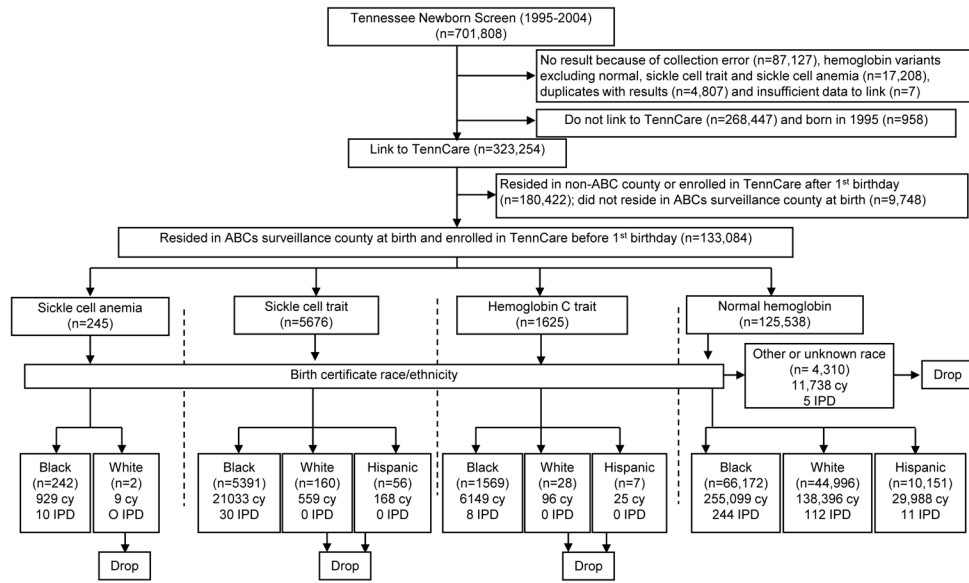 Tennessee Newborn Screen (1995-2004)
(n=701,808)
No result because of collection error (n=87,127), hemoglobin variants
excluding normal, sickle cell trait and sickle cell anemia (n=17,208),
duplicates with results (n=4,807) and insufficient data to link (n=7)
Do not link to TennCare (n=268,447) and born in 1995 (n=958)
Link to TennCare (n=323,254)
Resided in non-ABC county or enrolled in TennCare after 1st birthday
(n=180,422); did not reside in ABCs surveillance county at birth (n=9,748)
Resided in ABCs surveillance county at birth and enrolled in TennCare before 1st birthday (n=133,084)
Sickle cell anemia
(n=245)
Sickle cell trait
(n=5676)
Hemoglobin C trait
(n=1625)
Normal hemoglobin
(n=125,538)
Birth certificate race/ethnicity
Other or unknown race
(n= 4,310)
11,738 cy
5 IPD
Drop
Black
(n=242)
929 cy
10 IPD
White
(n=2)
9 cy
O IPD
Drop
Black
(n=5391)
21033 cy
30 IPD
White
(n=160)
559 cy
0 IPD
Hispanic
(n=56)
168 cy
0 IPD
Drop
Black
(n=1569)
6149 cy
8 IPD
White
(n=28)
96 cy
0 IPD
Hispanic
(n=7)
25 cy
0 IPD
Drop
Black
(n=66,172)
255,099 cy
244 IPD
White
(n=44,996)
138,396 cy
112 IPD
Hispanic
(n=10,151)
29,988 cy
11 IPD